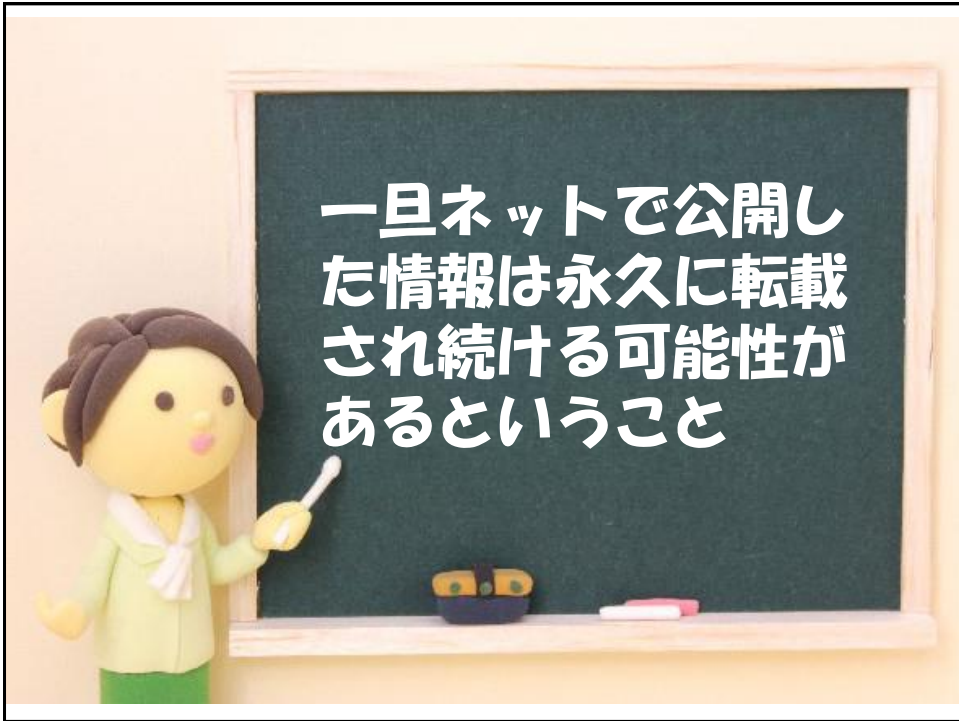 一旦ネットで公開し
た情報は永久に転載
され続ける可能性が
あるということ